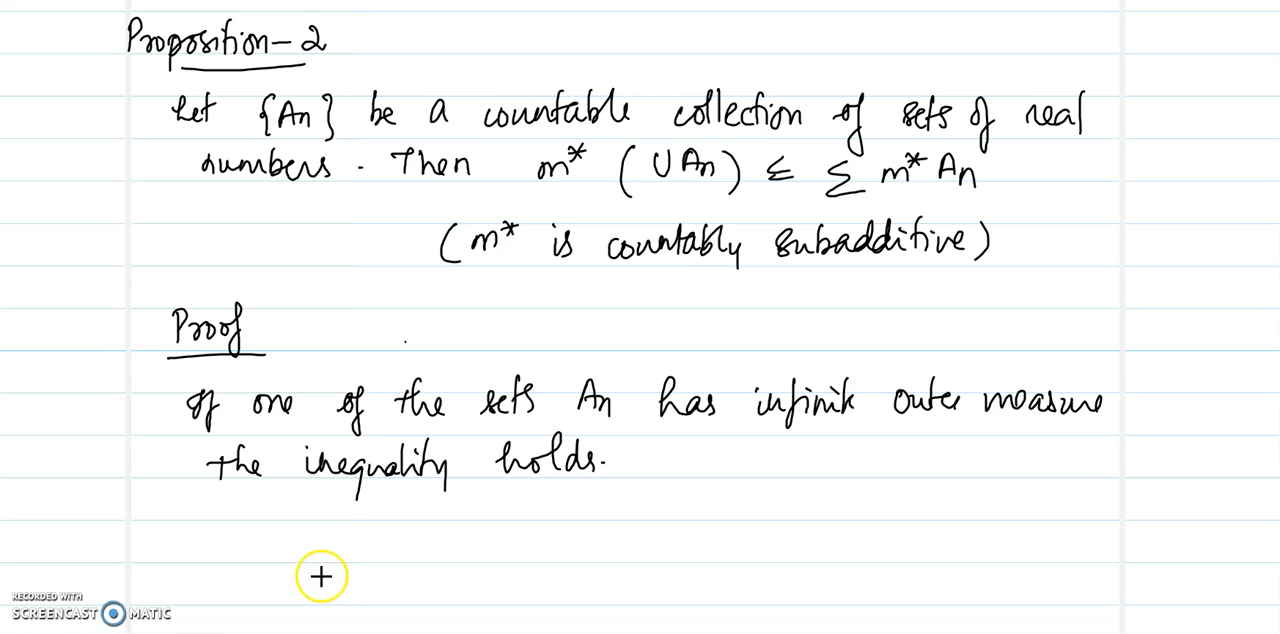 Proposition-2
Let {An} be a countable collection of sets of real
numbers. Then m* (∪An) ≤ ∑ m* An
(m* is countably subadditive)
Proof
If one of the sets An has infinite outer measure
the inequality holds.
RECORDED WITH
SCREENCAST MATIC